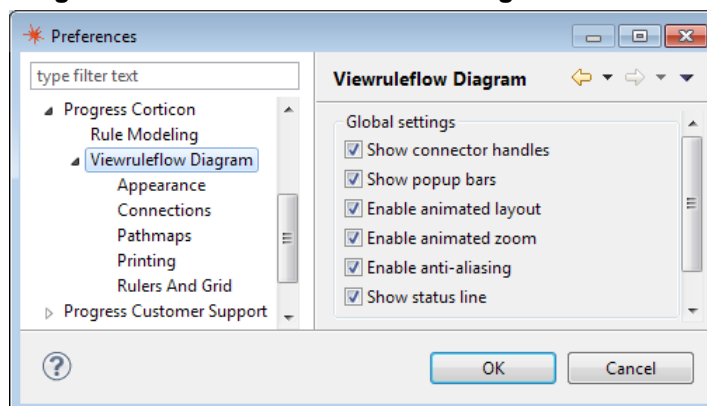 Preferences
type filter text
Viewruleflow Diagram
Progress Corticon
Rule Modeling
Viewruleflow Diagram
Appearance
Connections
Pathmaps
Printing
Rulers And Grid
Progress Customer Support
Global settings
Show connector handles
Show popup bars
Enable animated layout
Enable animated zoom
Enable anti-aliasing
Show status line
?
OK
Cancel